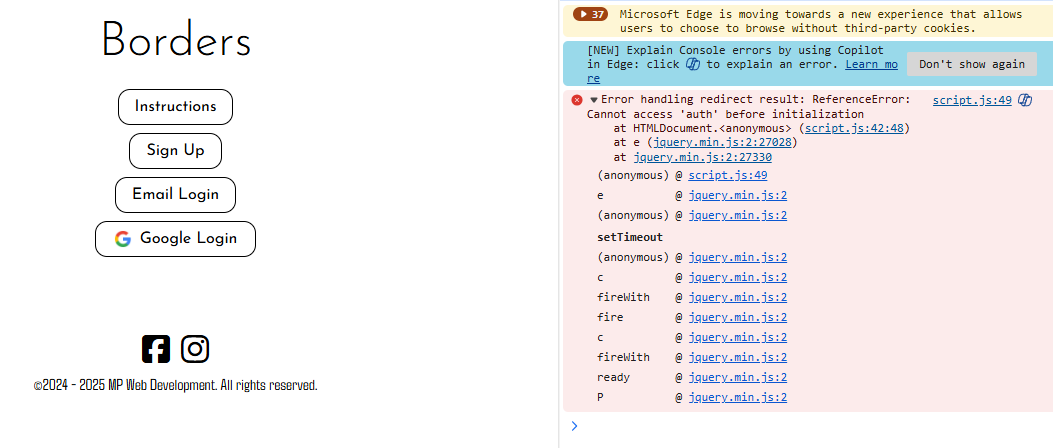 Borders
Instructions
Sign Up
Email Login
Google Login
©2024 - 2025 MP Web Development. All rights reserved.
37 Microsoft Edge is moving towards a new experience that allows
users to choose to browse without third-party cookies.
[NEW] Explain Console errors by using Copilot
in Edge: click to explain an error. Learn mo
re
Don't show again
Error handling redirect result: ReferenceError: script.js:49
Cannot access 'auth' before initialization
at HTMLDocument.<anonymous> (script.js:42:48)
at e (jquery.min.js:2:27028)
at jquery.min.js:2:27330
(anonymous) @ script.js:49
e @ jquery.min.js:2
(anonymous) @ jquery.min.js:2
setTimeout
(anonymous) @ jquery.min.js:2
c @ jquery.min.js:2
fireWith @ jquery.min.js:2
fire @ jquery.min.js:2
c @ jquery.min.js:2
fireWith @ jquery.min.js:2
ready @ jquery.min.js:2
P @ jquery.min.js:2